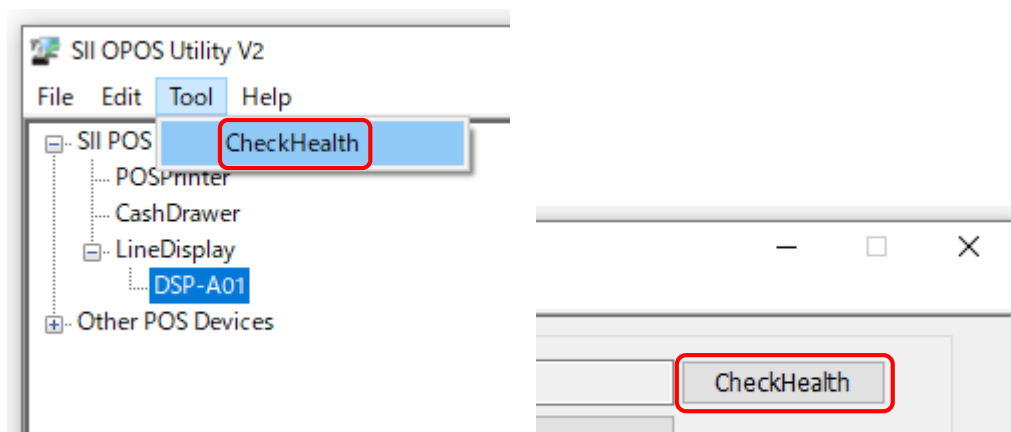 SII OPOS Utility V2
File Edit Tool Help
CheckHealth
SII POS
POSPrinter
CashDrawer
LineDisplay
DSP-A01
Other POS Devices
CheckHealth